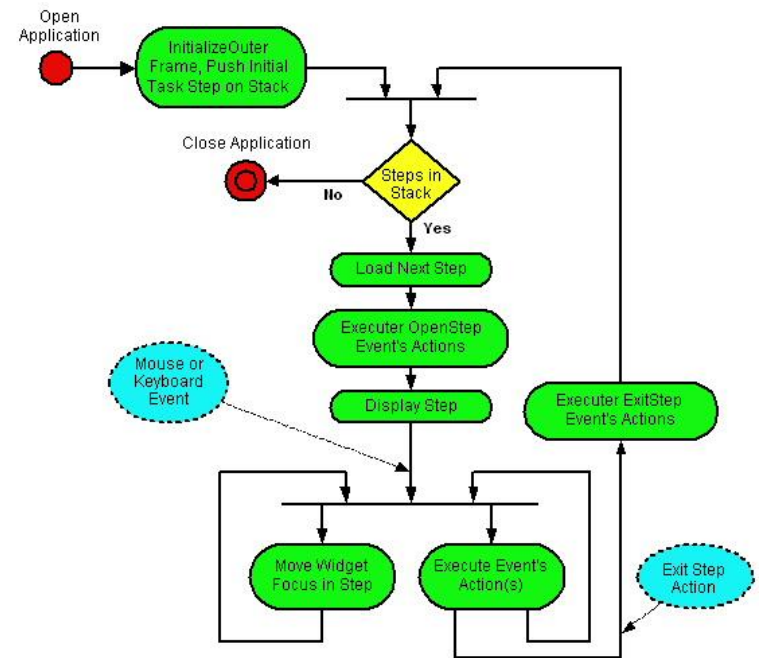 Open
Application
InitializeOuter
Frame, Push Initial
Task Step on Stack
Close Application
Steps in
Stack
No
Yes
Load Next Step
Executer OpenStep
Event's Actions
Mouse or
Keyboard
Event
Display Step
Executer ExitStep
Event's Actions
Move Widget
Focus in Step
Execute Event's
Action(s)
Exit Step
Action